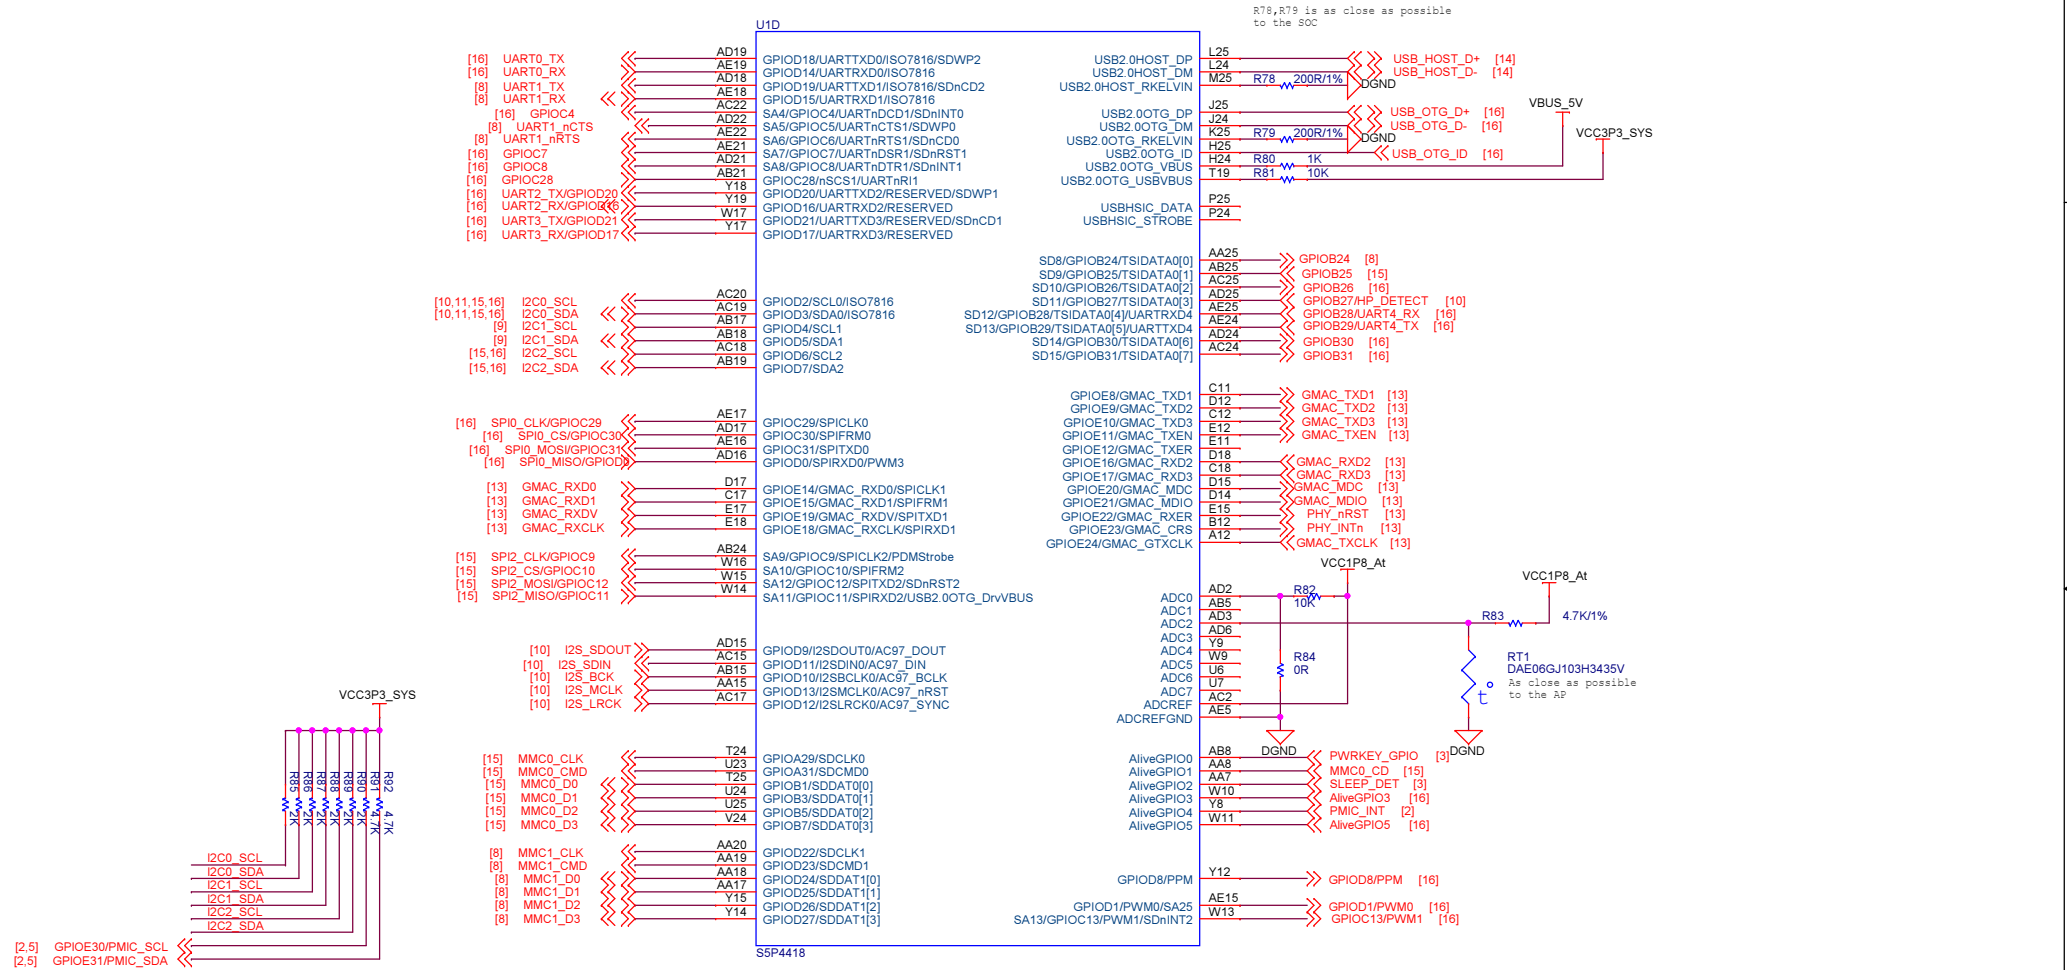 R78,R79 is as close as possible
to the SOC
U1D
[16] UART0_TX AD19 GPIOD18/UARTTXD0/ISO7816/SDWP2
[16] UART0_RX AE19 GPIOD14/UARTRXD0/ISO7816
[8] UART1_TX AD18 GPIOD19/UARTTXD1/ISO7816/SDnCD2
[8] UART1_RX AE18 GPIOD15/UARTRXD1/ISO7816
[16] GPIOC4 AC22 SA4/GPIOC4/UARTnDCD1/SDnINT0
[8] UART1_nCTS AD22 SA5/GPIOC5/UARTnCTS1/SDWP0
[8] UART1_nRTS AE22 SA6/GPIOC6/UARTnRTS1/SDnCD0
[16] GPIOC7 AE21 SA7/GPIOC7/UARTnDSR1/SDnRST1
[16] GPIOC8 AD21 SA8/GPIOC8/UARTnDTR1/SDnINT1
[16] GPIOC28 AB21 GPIOC28/nSCS1/UARTnRI1
[16] UART2_TX/GPIOD20 Y18 GPIOD20/UARTTXD2/RESERVED/SDWP1
[16] UART2_RX/GPIOD16 Y19 GPIOD16/UARTRXD2/RESERVED
[16] UART3_TX/GPIOD21 W17 GPIOD21/UARTTXD3/RESERVED/SDnCD1
[16] UART3_RX/GPIOD17 Y17 GPIOD17/UARTRXD3/RESERVED
[10,11,15,16] I2C0_SCL AC20 GPIOD2/SCL0/ISO7816
[10,11,15,16] I2C0_SDA AC19 GPIOD3/SDA0/ISO7816
[9] I2C1_SCL AB17 GPIOD4/SCL1
[9] I2C1_SDA AB18 GPIOD5/SDA1
[15,16] I2C2_SCL AC18 GPIOD6/SCL2
[15,16] I2C2_SDA AB19 GPIOD7/SDA2
[16] SPI0_CLK/GPIOC29 AE17 GPIOC29/SPICLK0
[16] SPI0_CS/GPIOC30 AD17 GPIOC30/SPIFRM0
[16] SPI0_MOSI/GPIOC31 AE16 GPIOC31/SPITXD0
[16] SPI0_MISO/GPIOD0 AD16 GPIOD0/SPIRXD0/PWM3
[13] GMAC_RXD0 D17 GPIOE14/GMAC_RXD0/SPICLK1
[13] GMAC_RXD1 C17 GPIOE15/GMAC_RXD1/SPIFRM1
[13] GMAC_RXDV E17 GPIOE19/GMAC_RXDV/SPITXD1
[13] GMAC_RXCLK E18 GPIOE18/GMAC_RXCLK/SPIRXD1
[15] SPI2_CLK/GPIOC9 AB24 SA9/GPIOC9/SPICLK2/PDMStrobe
[15] SPI2_CS/GPIOC10 W16 SA10/GPIOC10/SPIFRM2
[15] SPI2_MOSI/GPIOC12 W15 SA12/GPIOC12/SPITXD2/SDnRST2
[15] SPI2_MISO/GPIOC11 W14 SA11/GPIOC11/SPIRXD2/USB2.0OTG_DrvVBUS
[10] I2S_SDOUT AD15 GPIOD9/I2SDOUT0/AC97_DOUT
[10] I2S_SDIN AC15 GPIOD11/I2SDIN0/AC97_DIN
[10] I2S_BCK AB15 GPIOD10/I2SBCLK0/AC97_BCLK
[10] I2S_MCLK AA15 GPIOD13/I2SMCLK0/AC97_nRST
[10] I2S_LRCK AC17 GPIOD12/I2SLRCK0/AC97_SYNC
[15] MMC0_CLK T24 GPIOA29/SDCLK0
[15] MMC0_CMD U23 GPIOA31/SDCMD0
[15] MMC0_D0 T25 GPIOB1/SDDAT0[0]
[15] MMC0_D1 U24 GPIOB3/SDDAT0[1]
[15] MMC0_D2 U25 GPIOB5/SDDAT0[2]
[15] MMC0_D3 V24 GPIOB7/SDDAT0[3]
[8] MMC1_CLK AA20 GPIOD22/SDCLK1
[8] MMC1_CMD AA19 GPIOD23/SDCMD1
[8] MMC1_D0 AA18 GPIOD24/SDDAT1[0]
[8] MMC1_D1 AA17 GPIOD25/SDDAT1[1]
[8] MMC1_D2 Y15 GPIOD26/SDDAT1[2]
[8] MMC1_D3 Y14 GPIOD27/SDDAT1[3]
S5P4418
USB2.0HOST_DP L25 USB_HOST_D+ [14]
USB2.0HOST_DM L24 USB_HOST_D- [14]
USB2.0HOST_RKELVIN M25 R78 200R/1% DGND
USB2.0OTG_DP J25 USB_OTG_D+ [16]
USB2.0OTG_DM J24 USB_OTG_D- [16]
USB2.0OTG_RKELVIN K25 R79 200R/1% DGND
USB2.0OTG_ID H25 USB_OTG_ID [16]
USB2.0OTG_VBUS H24 R80 1K VBUS_5V
USB2.0OTG_USBVBUS T19 R81 10K VCC3P3_SYS
USBHSIC_DATA P25
USBHSIC_STROBE P24
SD8/GPIOB24/TSIDATA0[0] AA25 GPIOB24 [8]
SD9/GPIOB25/TSIDATA0[1] AB25 GPIOB25 [15]
SD10/GPIOB26/TSIDATA0[2] AC25 GPIOB26 [16]
SD11/GPIOB27/TSIDATA0[3] AD25 GPIOB27/HP_DETECT [10]
SD12/GPIOB28/TSIDATA0[4]/UARTRXD4 AE25 GPIOB28/UART4_RX [16]
SD13/GPIOB29/TSIDATA0[5]/UARTTXD4 AE24 GPIOB29/UART4_TX [16]
SD14/GPIOB30/TSIDATA0[6] AD24 GPIOB30 [16]
SD15/GPIOB31/TSIDATA0[7] AC24 GPIOB31 [16]
GPIOE8/GMAC_TXD1 C11 GMAC_TXD1 [13]
GPIOE9/GMAC_TXD2 D12 GMAC_TXD2 [13]
GPIOE10/GMAC_TXD3 C12 GMAC_TXD3 [13]
GPIOE11/GMAC_TXEN E12 GMAC_TXEN [13]
GPIOE12/GMAC_TXER E11
GPIOE16/GMAC_RXD2 D18 GMAC_RXD2 [13]
GPIOE17/GMAC_RXD3 C18 GMAC_RXD3 [13]
GPIOE20/GMAC_MDC D15 GMAC_MDC [13]
GPIOE21/GMAC_MDIO D14 GMAC_MDIO [13]
GPIOE22/GMAC_RXER E15 PHY_nRST [13]
GPIOE23/GMAC_CRS B12 PHY_INTn [13]
GPIOE24/GMAC_GTXCLK A12 GMAC_TXCLK [13]
VCC1P8_At
VCC1P8_At
ADC0 AD2 R82
10K
ADC1 AB5
ADC2 AD3 R83 4.7K/1%
ADC3 AD6
ADC4 Y9
ADC5 W9
ADC6 U6
ADC7 U7
ADCREF AC2
ADCREFGND AE5
R84
0R
RT1
DAE06GJ103H3435V
As close as possible
to the AP
t°
DGND
DGND
AliveGPIO0 AB8 PWRKEY_GPIO [3]
AliveGPIO1 AA8 MMC0_CD [15]
AliveGPIO2 AA7 SLEEP_DET [3]
AliveGPIO3 W10 AliveGPIO3 [16]
AliveGPIO4 Y8 PMIC_INT [2]
AliveGPIO5 W11 AliveGPIO5 [16]
GPIOD8/PPM Y12 GPIOD8/PPM [16]
GPIOD1/PWM0/SA25 AE15 GPIOD1/PWM0 [16]
SA13/GPIOC13/PWM1/SDnINT2 W13 GPIOC13/PWM1 [16]
VCC3P3_SYS
R85 2K
R86 2K
R87 2K
R88 2K
R89 2K
R90 2K
R91 4.7K
R92 4.7K
I2C0_SCL
I2C0_SDA
I2C1_SCL
I2C1_SDA
I2C2_SCL
I2C2_SDA
[2,5] GPIOE30/PMIC_SCL
[2,5] GPIOE31/PMIC_SDA